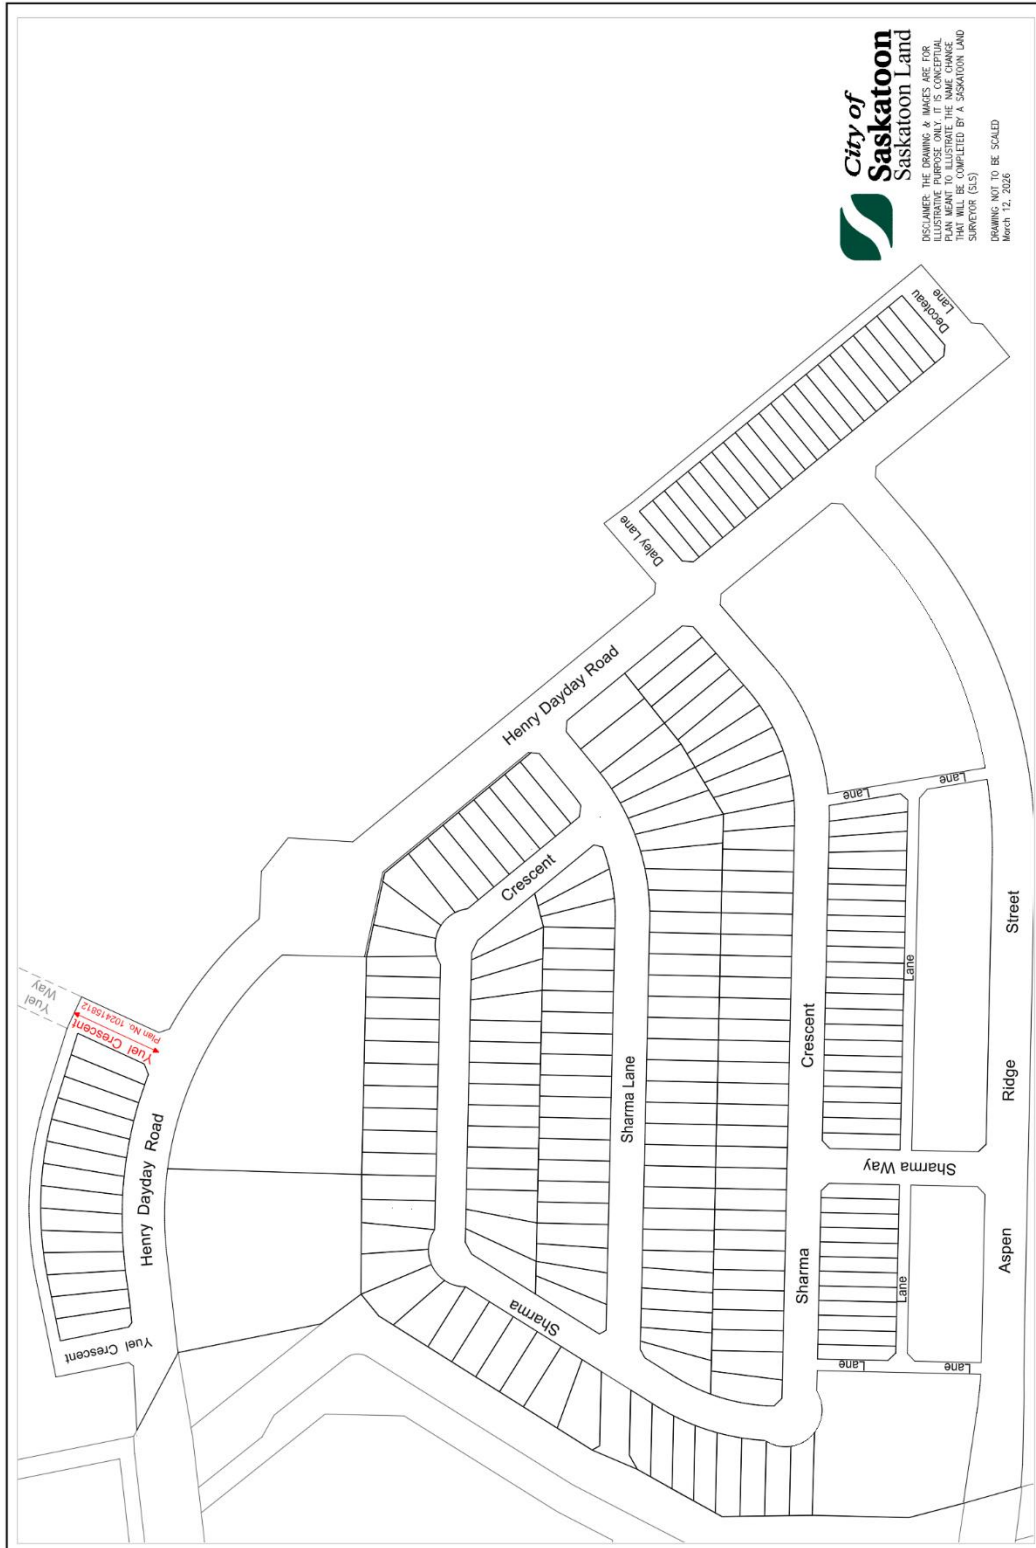 City of
Saskatoon
Saskatoon Land
DISCLAIMER: THE DRAWING & IMAGES ARE FOR
ILLUSTRATIVE PURPOSE ONLY. IT IS CONCEPTUAL
PLAN MEANT TO ILLUSTRATE THE NAME CHANGE
THAT WILL BE COMPLETED BY A SASKATOON LAND
SURVEYOR (SLS)
DRAWING NOT TO BE SCALED
March 12, 2026
Decoteau
Lane
Daley Lane
Henry Dayday Road
Crescent
Lane
Lane
Street
Lane
Yuel
Way
Plan No. 102415812
Yuel Crescent
Henry Dayday Road
Sharma Lane
Crescent
Ridge
Sharma Way
Yuel Crescent
Sharma
Sharma
Lane
Aspen
Lane
Lane